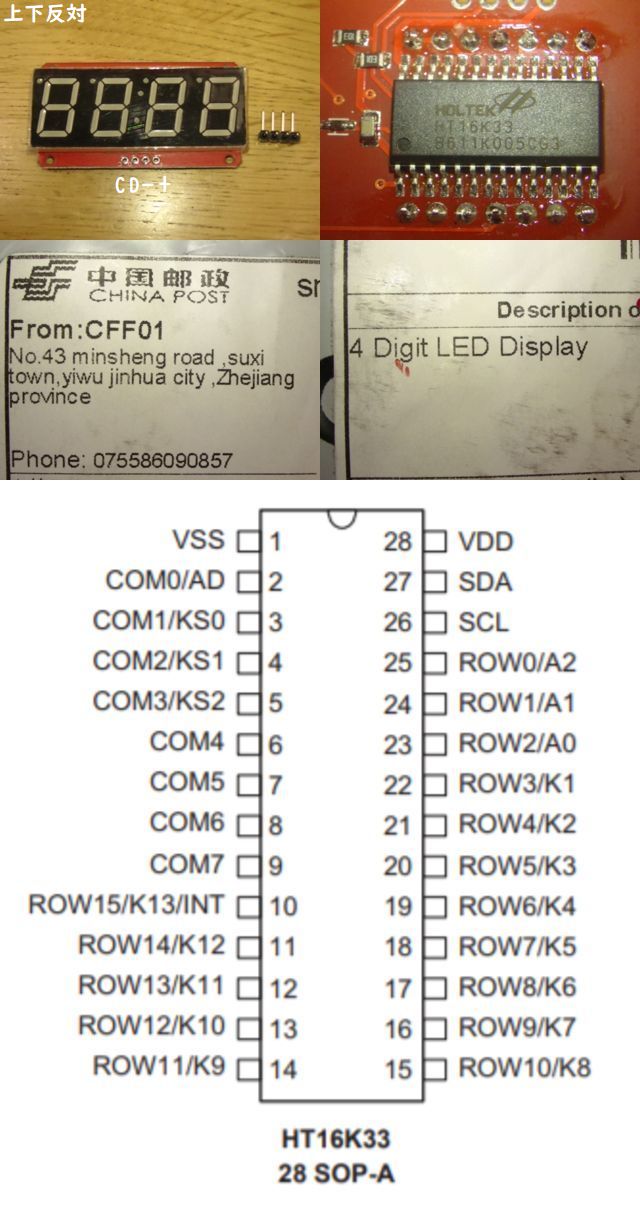 上下反対
CD-+
HOLTEK
HT16K33
8611K005CG3
中国邮政
CHINA POST
From:CFF01
No.43 minsheng road ,suxi
town,yiwu jinhua city ,Zhejiang
province
Phone: 075586090857
Description
4 Digit LED Display
VSS 1 28 VDD
COM0/AD 2 27 SDA
COM1/KS0 3 26 SCL
COM2/KS1 4 25 ROW0/A2
COM3/KS2 5 24 ROW1/A1
COM4 6 23 ROW2/A0
COM5 7 22 ROW3/K1
COM6 8 21 ROW4/K2
COM7 9 20 ROW5/K3
ROW15/K13/INT 10 19 ROW6/K4
ROW14/K12 11 18 ROW7/K5
ROW13/K11 12 17 ROW8/K6
ROW12/K10 13 16 ROW9/K7
ROW11/K9 14 15 ROW10/K8
HT16K33
28 SOP-A